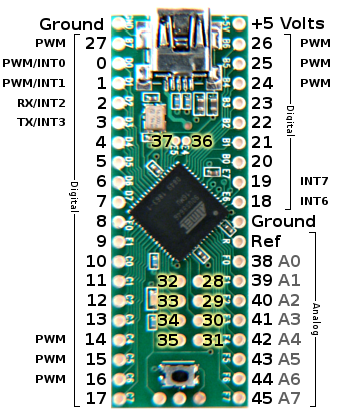 Ground +5 Volts
PWM 27 26 PWM
PWM/INT0 0 25 PWM
PWM/INT1 1 24 PWM
RX/INT2 2 23
TX/INT3 3 22
4 37 36 21
5 20
6 19 INT7
7 18 INT6
8 Ground
9 Ref
10 38 A0
11 32 28 39 A1
12 33 29 40 A2
13 34 30 41 A3
PWM 14 35 31 42 A4
PWM 15 43 A5
PWM 16 44 A6
17 45 A7
Digital
Digital
Analog